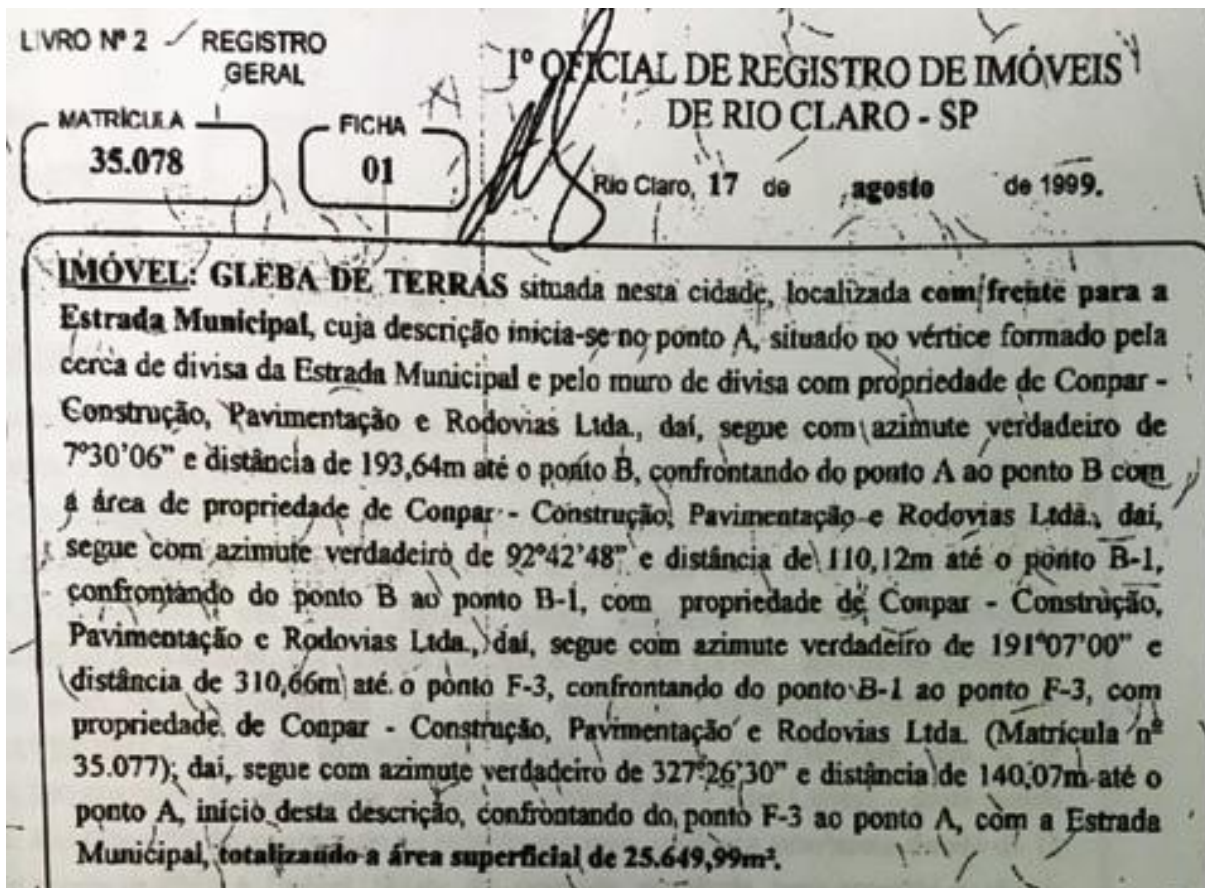 LIVRO Nº 2 REGISTRO
GERAL
1º OFICIAL DE REGISTRO DE IMÓVEIS
DE RIO CLARO - SP
MATRÍCULA
35.078
FICHA
01
Rio Claro, 17 de agosto de 1999.
IMÓVEL: GLEBA DE TERRAS situada nesta cidade, localizada com frente para a
Estrada Municipal, cuja descrição inicia-se no ponto A, situado no vértice formado pela
cerca de divisa da Estrada Municipal e pelo muro de divisa com propriedade de Conpar -
Construção, Pavimentação e Rodovias Ltda., daí, segue com azimute verdadeiro de
7º30'06" e distância de 193,64m até o ponto B, confrontando do ponto A ao ponto B com
a área de propriedade de Conpar - Construção, Pavimentação e Rodovias Ltda., daí,
segue com azimute verdadeiro de 92º42'48" e distância de 110,12m até o ponto B-1,
confrontando do ponto B ao ponto B-1, com propriedade de Conpar - Construção,
Pavimentação e Rodovias Ltda., daí, segue com azimute verdadeiro de 191º07'00" e
distância de 310,66m até o ponto F-3, confrontando do ponto B-1 ao ponto F-3, com
propriedade de Conpar - Construção, Pavimentação e Rodovias Ltda. (Matrícula nº
35.077); daí, segue com azimute verdadeiro de 327º26'30" e distância de 140,07m até o
ponto A, início desta descrição, confrontando do ponto F-3 ao ponto A, com a Estrada
Municipal, totalizando a área superficial de 25.649,99m².